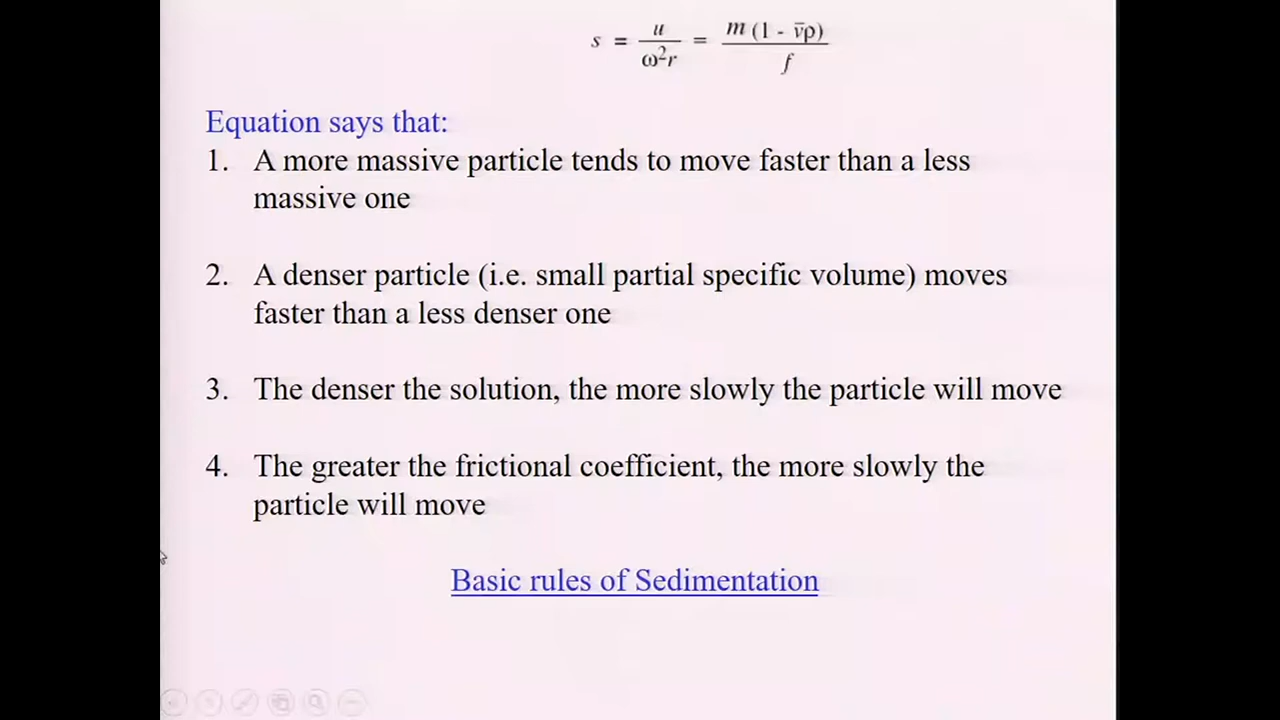 s = u / ω²r = m (1 - v̄ρ) / f
Equation says that:
1. A more massive particle tends to move faster than a less
massive one
2. A denser particle (i.e. small partial specific volume) moves
faster than a less denser one
3. The denser the solution, the more slowly the particle will move
4. The greater the frictional coefficient, the more slowly the
particle will move
Basic rules of Sedimentation